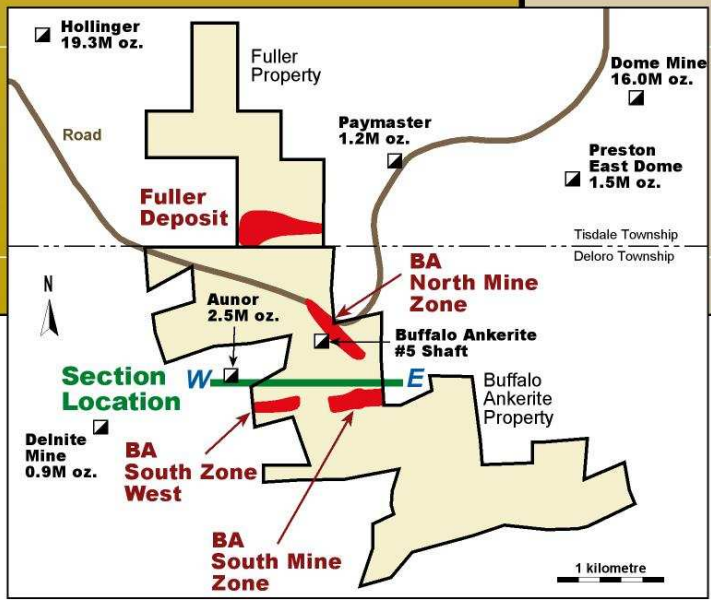 Hollinger
19.3M oz.
Fuller
Property
Dome Mine
16.0M oz.
Road
Paymaster
1.2M oz.
Preston
East Dome
1.5M oz.
Fuller
Deposit
Tisdale Township
Deloro Township
BA
North Mine
Zone
N
Aunor
2.5M oz.
Buffalo Ankerite
#5 Shaft
Section
Location
W
E
Buffalo
Ankerite
Property
Delnite
Mine
0.9M oz.
BA
South Zone
West
BA
South Mine
Zone
1 kilometre